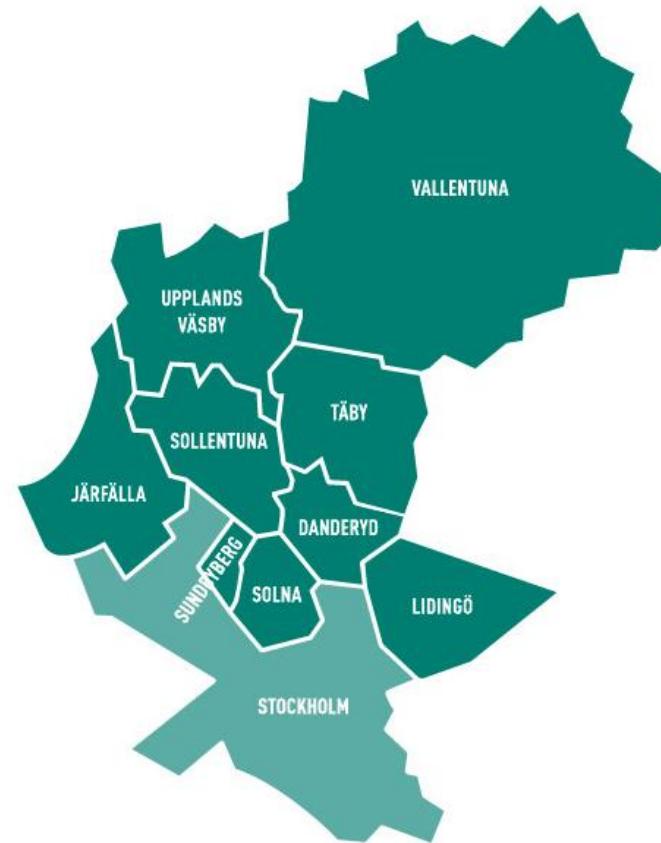 VALLENTUNA
UPPLANDS
VÄSBY
TÄBY
SOLLENTUNA
JÄRFÄLLA
DANDERYD
SUNDBYBERG
SOLNA
LIDINGÖ
STOCKHOLM